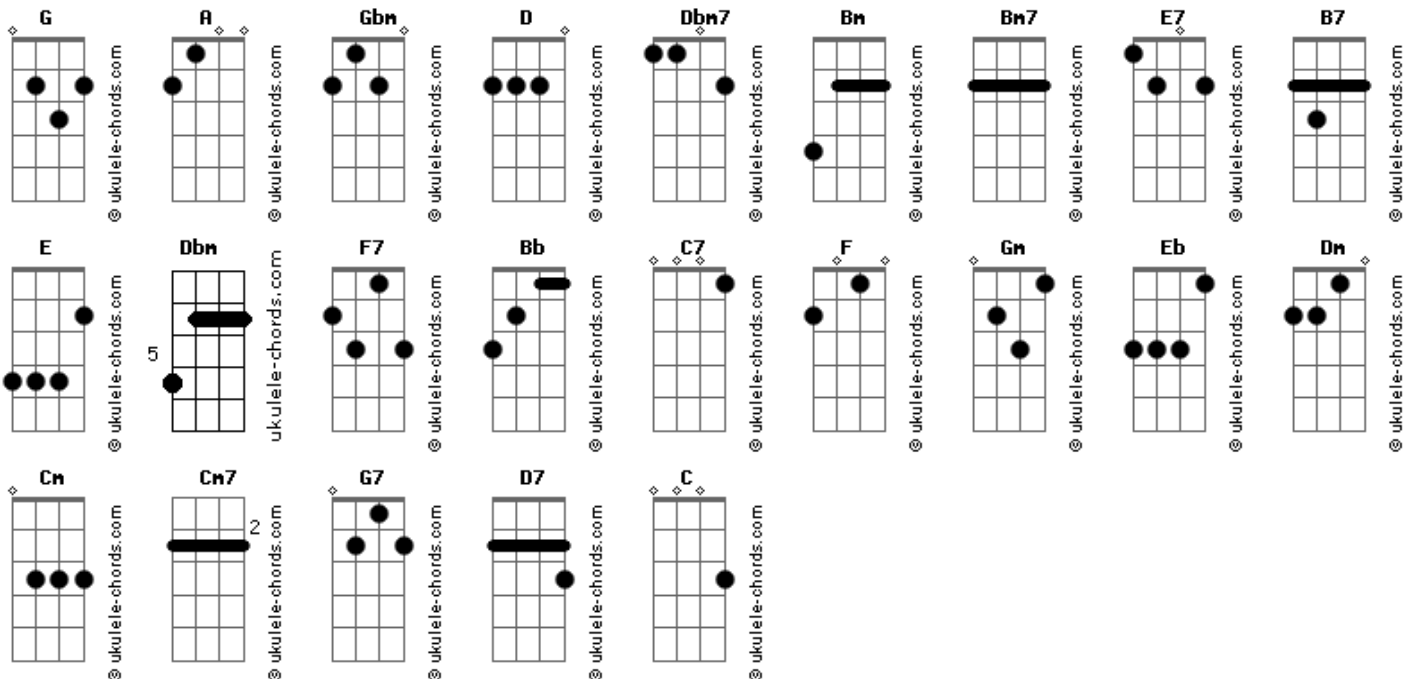 G A Gbm D Dbm7 Bm Bm7 E7 B7
© ukulele-chords.com © ukulele-chords.com © ukulele-chords.com © ukulele-chords.com © ukulele-chords.com © ukulele-chords.com © ukulele-chords.com © ukulele-chords.com © ukulele-chords.com
E Dbm F7 Bb C7 F Gm Eb Dm
5
© ukulele-chords.com ukulele-chords.com © ukulele-chords.com © ukulele-chords.com © ukulele-chords.com © ukulele-chords.com © ukulele-chords.com © ukulele-chords.com © ukulele-chords.com
Cm Cm7 G7 D7 C
2
© ukulele-chords.com © ukulele-chords.com © ukulele-chords.com © ukulele-chords.com © ukulele-chords.com